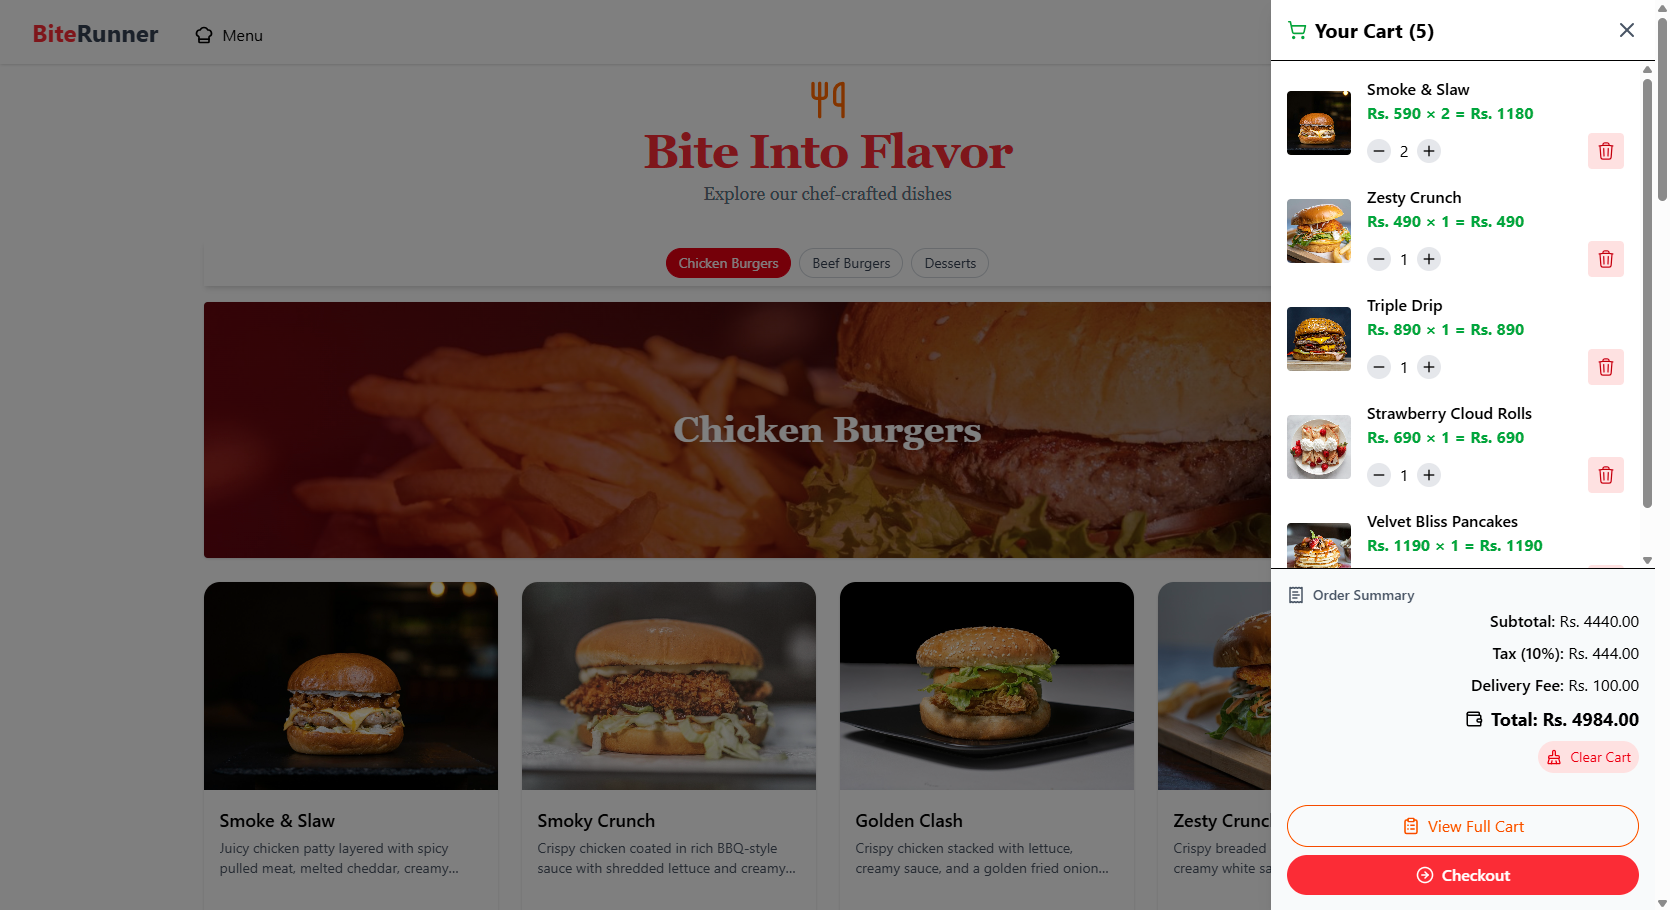 BiteRunner
Menu
Bite Into Flavor
Explore our chef-crafted dishes
Chicken Burgers
Beef Burgers
Desserts
Chicken Burgers
Smoke & Slaw
Juicy chicken patty layered with spicy
pulled meat, melted cheddar, creamy...
Smoky Crunch
Crispy chicken coated in rich BBQ-style
sauce with shredded lettuce and creamy...
Golden Clash
Crispy chicken stacked with lettuce,
creamy sauce, and a golden fried onion...
Zesty Crunc
Crispy breaded
creamy white sa
Your Cart (5)
Smoke & Slaw
Rs. 590 × 2 = Rs. 1180
2
Zesty Crunch
Rs. 490 × 1 = Rs. 490
1
Triple Drip
Rs. 890 × 1 = Rs. 890
1
Strawberry Cloud Rolls
Rs. 690 × 1 = Rs. 690
1
Velvet Bliss Pancakes
Rs. 1190 × 1 = Rs. 1190
Order Summary
Subtotal: Rs. 4440.00
Tax (10%): Rs. 444.00
Delivery Fee: Rs. 100.00
Total: Rs. 4984.00
Clear Cart
View Full Cart
Checkout